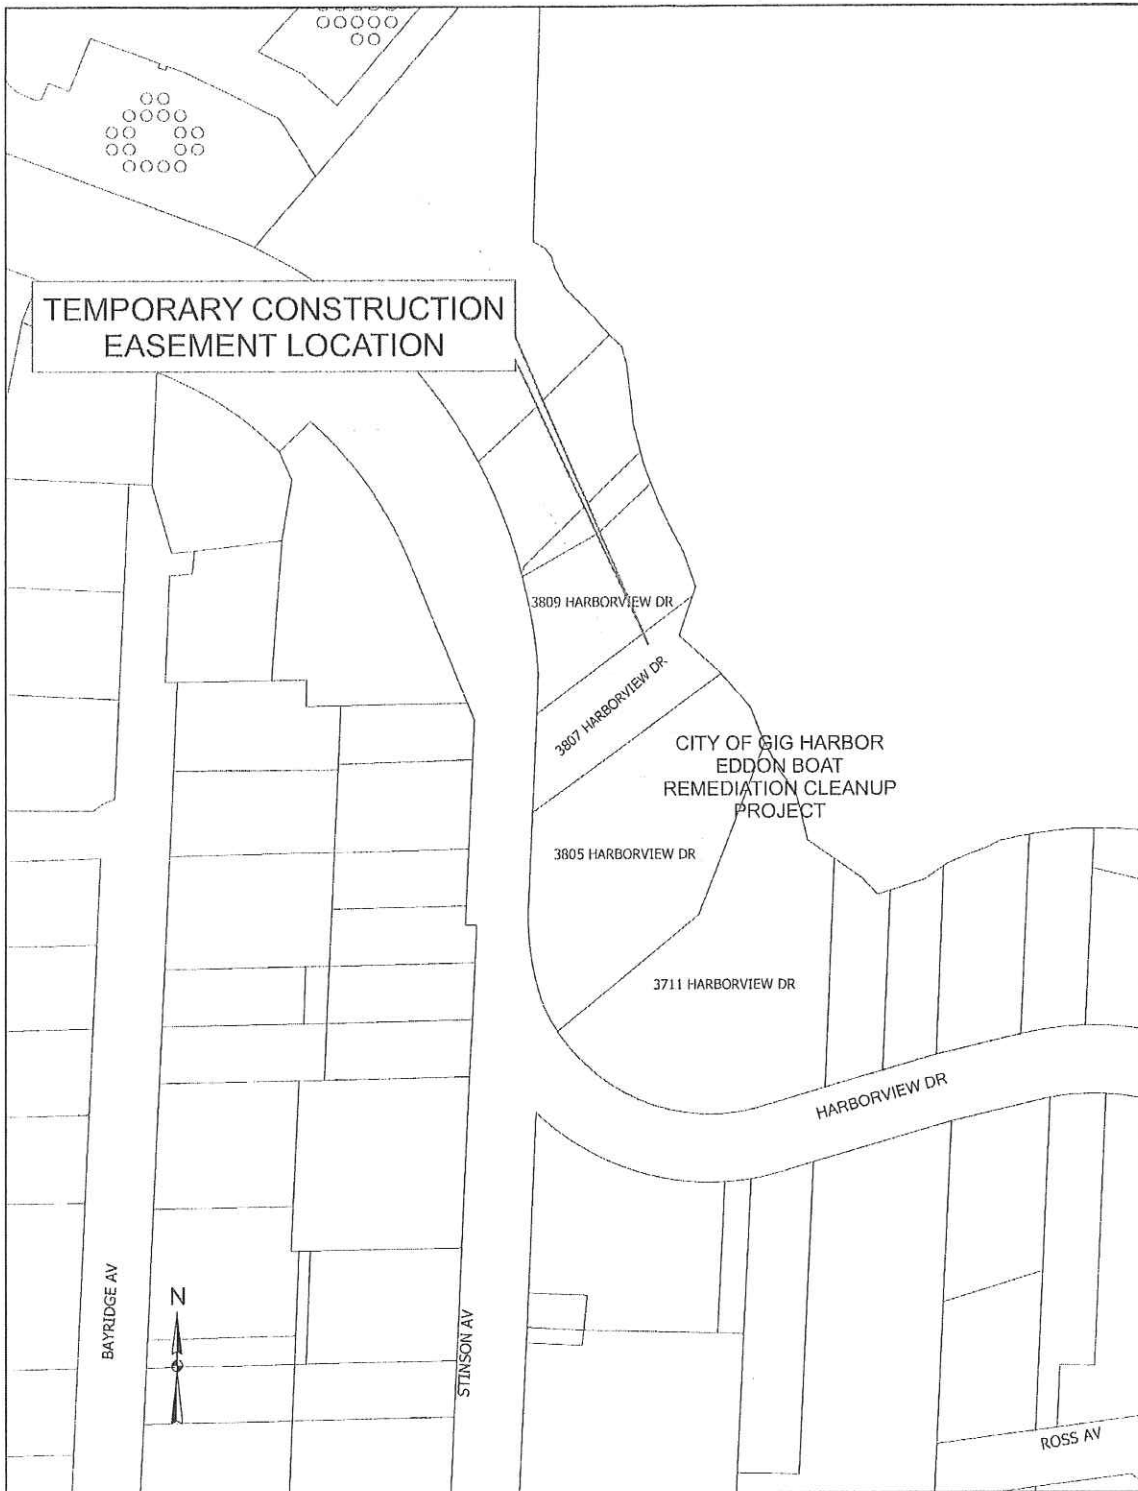 TEMPORARY CONSTRUCTION
EASEMENT LOCATION
3809 HARBORVIEW DR
3807 HARBORVIEW DR
CITY OF GIG HARBOR
EDDON BOAT
REMEDIATION CLEANUP
PROJECT
3805 HARBORVIEW DR
3711 HARBORVIEW DR
HARBORVIEW DR
BAYRIDGE AV
N
STINSON AV
ROSS AV